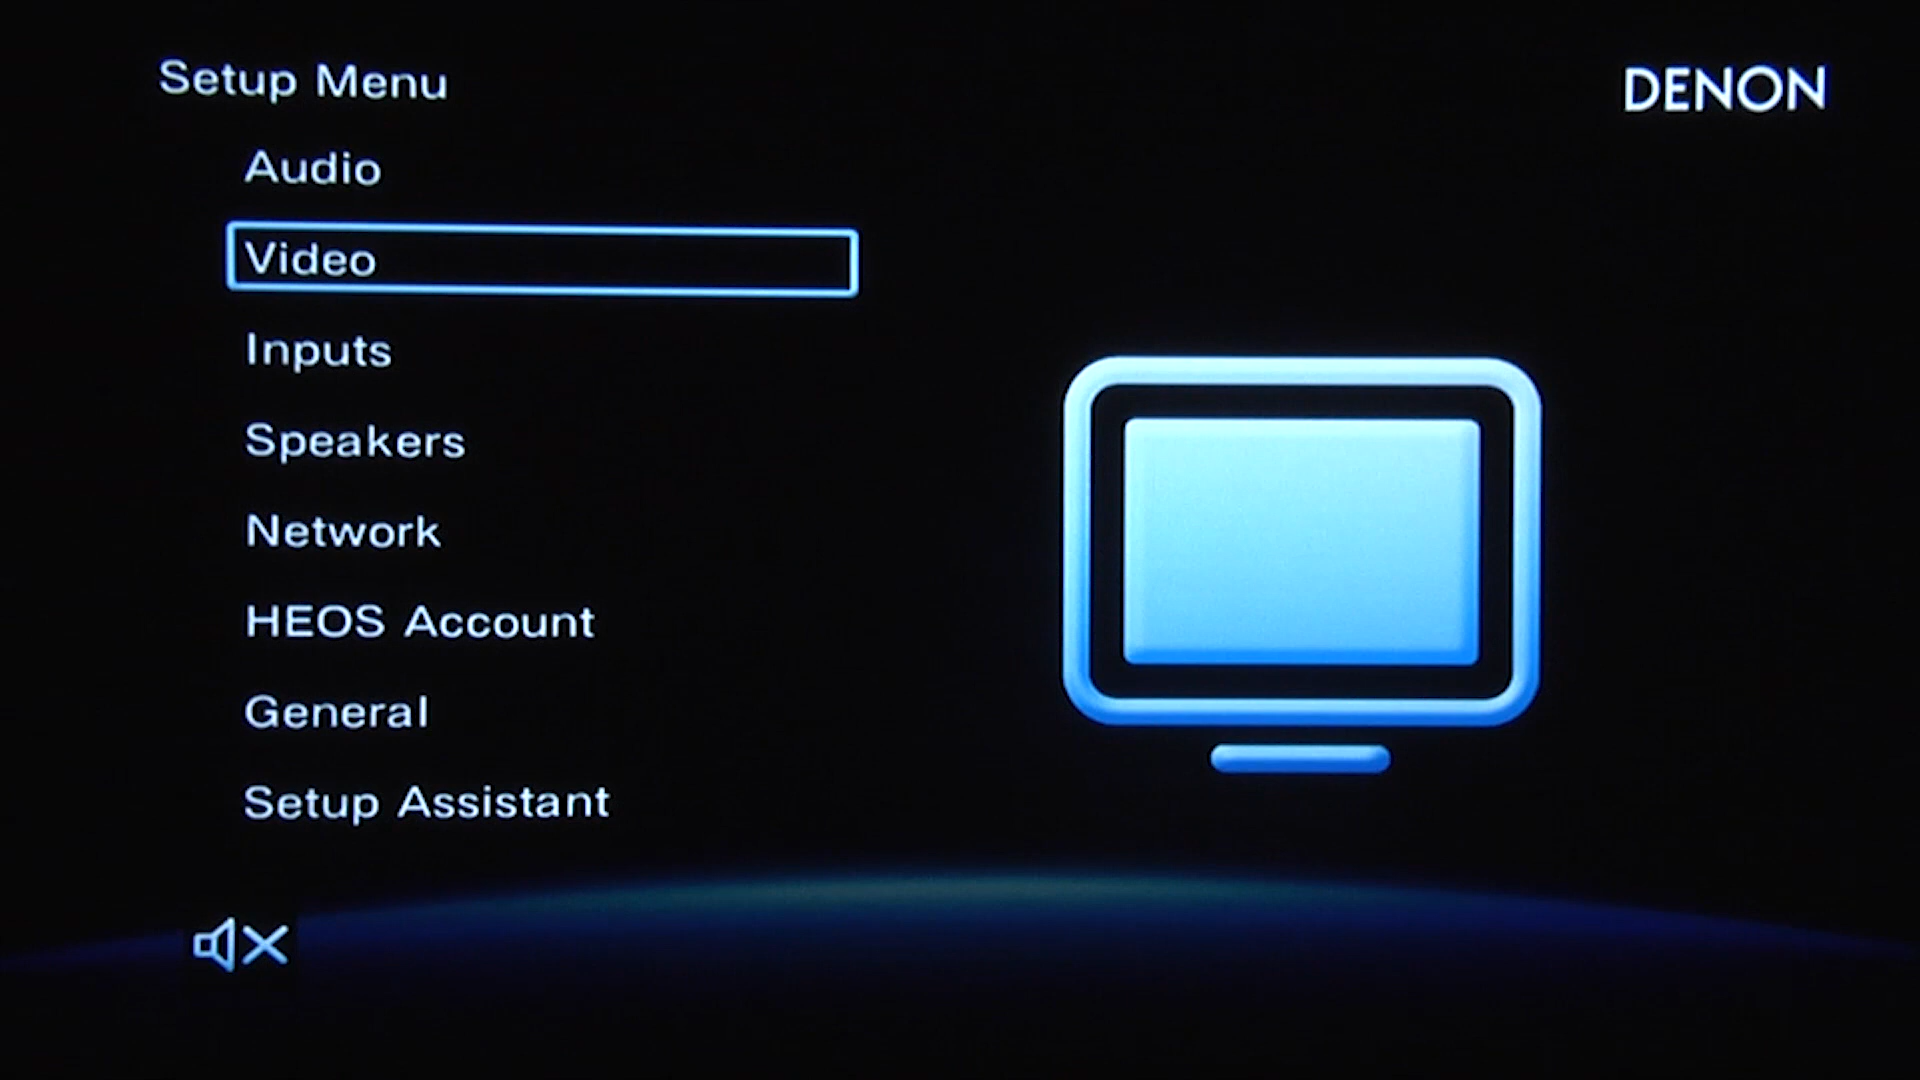 Setup Menu
DENON
Audio
Video
Inputs
Speakers
Network
HEOS Account
General
Setup Assistant